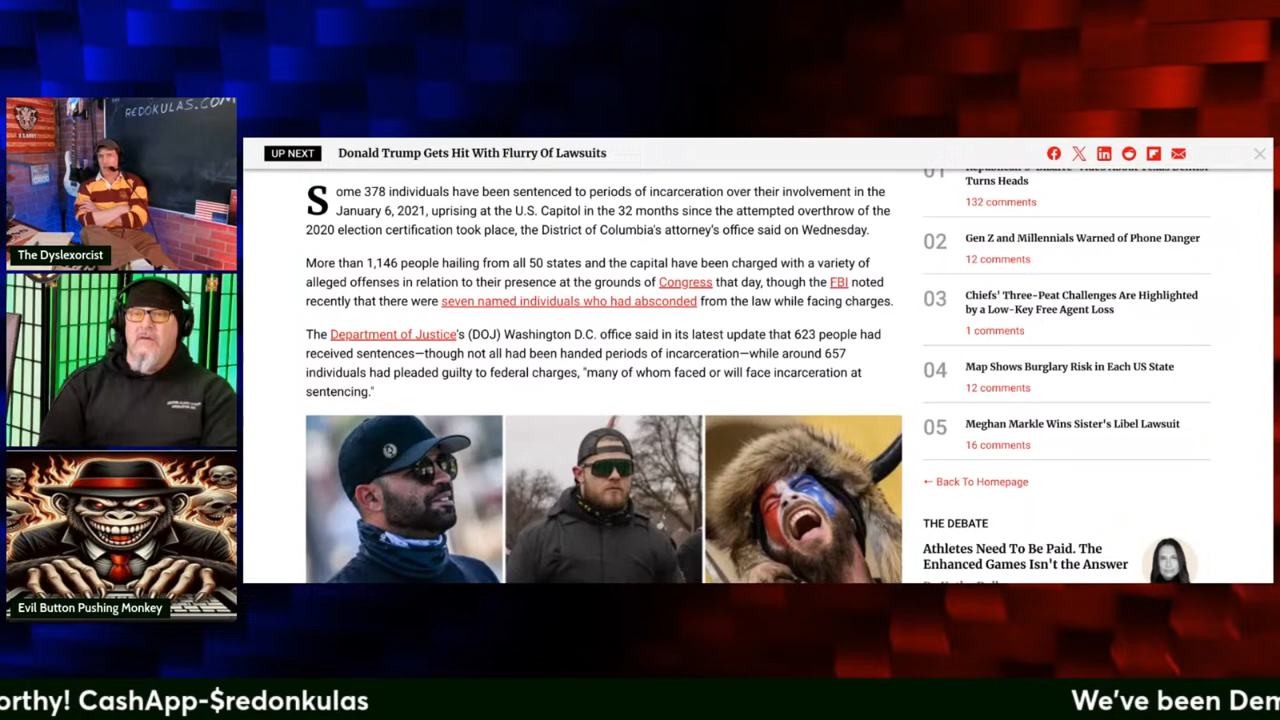 REDOKULAS.COM
The Dyslexorcist
Evil Button Pushing Monkey
UP NEXT
Donald Trump Gets Hit With Flurry Of Lawsuits
Some 378 individuals have been sentenced to periods of incarceration over their involvement in the
January 6, 2021, uprising at the U.S. Capitol in the 32 months since the attempted overthrow of the
2020 election certification took place, the District of Columbia's attorney's office said on Wednesday.
More than 1,146 people hailing from all 50 states and the capital have been charged with a variety of
alleged offenses in relation to their presence at the grounds of Congress that day, though the FBI noted
recently that there were seven named individuals who had absconded from the law while facing charges.
The Department of Justice's (DOJ) Washington D.C. office said in its latest update that 623 people had
received sentences—though not all had been handed periods of incarceration—while around 657
individuals had pleaded guilty to federal charges, "many of whom faced or will face incarceration at
sentencing."
01
Turns Heads
132 comments
02
Gen Z and Millennials Warned of Phone Danger
12 comments
03
Chiefs' Three-Peat Challenges Are Highlighted
by a Low-Key Free Agent Loss
1 comments
04
Map Shows Burglary Risk in Each US State
12 comments
05
Meghan Markle Wins Sister's Libel Lawsuit
16 comments
← Back To Homepage
THE DEBATE
Athletes Need To Be Paid. The
Enhanced Games Isn't the Answer
orthy! CashApp-$redonkulas
We've been Dem